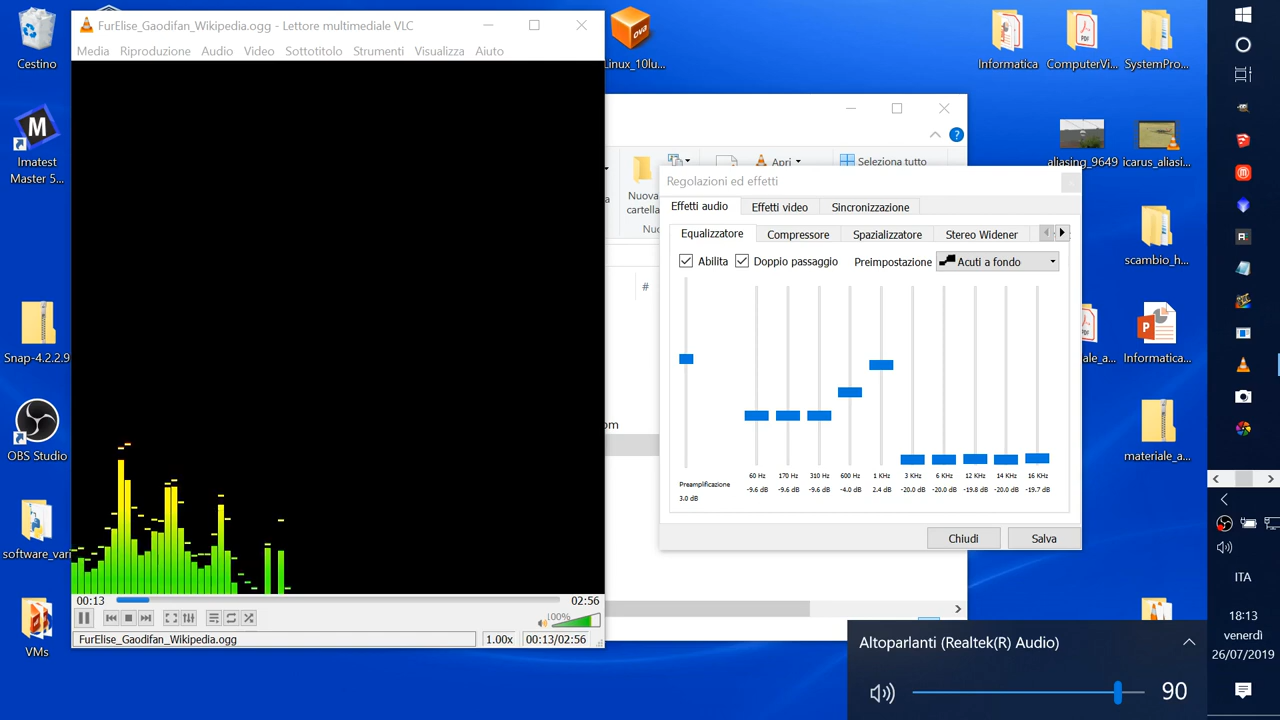 FurElise_Gaodifan_Wikipedia.ogg - Lettore multimediale VLC
Media Riproduzione Audio Video Sottotitolo Strumenti Visualizza Aiuto
Cestino
M
Imatest
Master 5...
Snap-4.2.2.9
OBS Studio
software_vari
VMs
00:13
02:56
100%
FurElise_Gaodifan_Wikipedia.ogg
1.00x
00:13/02:56
ova
Linux_10lu...
Nuova
cartella
Apri
Seleziona tutto
?
#
om
Regolazioni ed effetti
Effetti audio Effetti video Sincronizzazione
Equalizzatore Compressore Spazializzatore Stereo Widener
Abilita Doppio passaggio Preimpostazione Acuti a fondo
60 Hz 170 Hz 310 Hz 600 Hz 1 KHz 3 KHz 6 KHz 12 KHz 14 KHz 16 KHz
Preamplificazione
-9.6 dB -9.6 dB -9.6 dB -4.0 dB 2.4 dB -20.0 dB -20.0 dB -19.8 dB -20.0 dB -19.7 dB
3.0 dB
Chiudi Salva
Informatica
ComputerVi...
SystemPro...
aliasing_9649
icarus_aliasi...
scambio_h...
Informatica...
materiale_a...
Altoparlanti (Realtek(R) Audio)
90
ITA
18:13
venerdì
26/07/2019